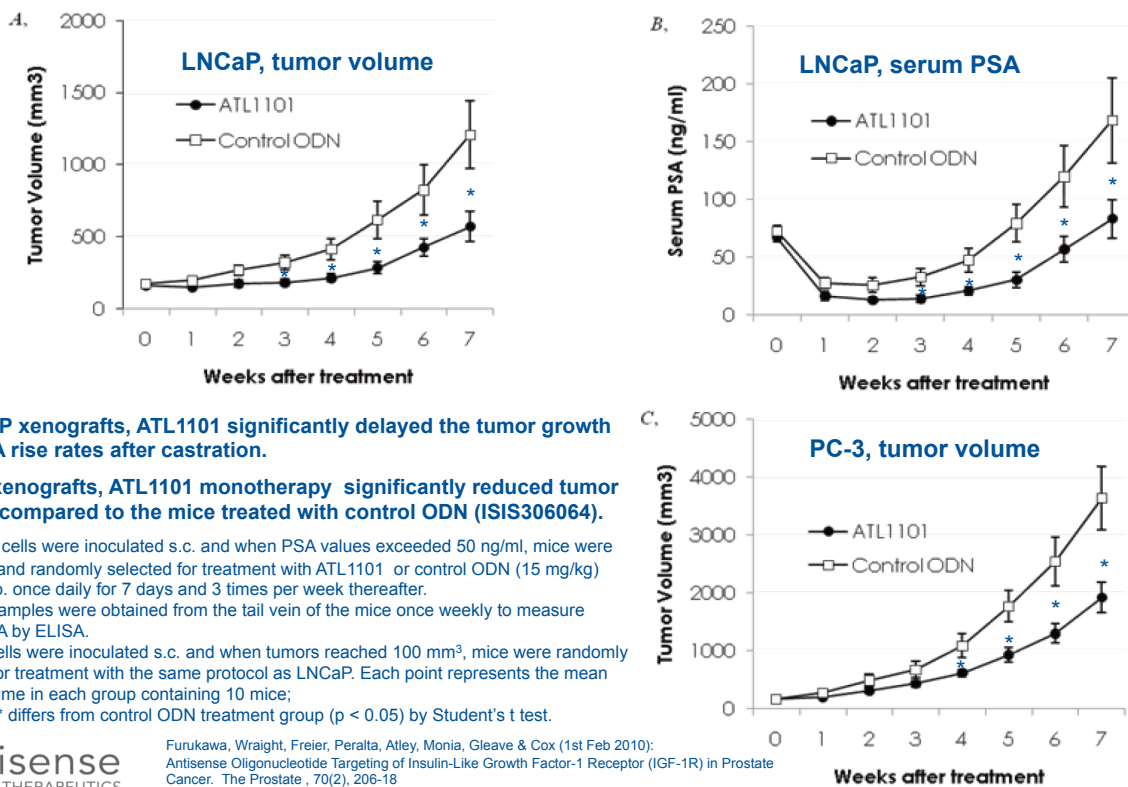 A,
2000
1500
1000
500
0
Tumor Volume (mm3)
LNCaP, tumor volume
ATL1101
Control ODN
*
*
*
*
*
0 1 2 3 4 5 6 7
Weeks after treatment
B,
250
200
150
100
50
0
Serum PSA (ng/ml)
LNCaP, serum PSA
ATL1101
Control ODN
*
*
*
*
*
0 1 2 3 4 5 6 7
Weeks after treatment
P xenografts, ATL1101 significantly delayed the tumor growth
A rise rates after castration.
xenografts, ATL1101 monotherapy significantly reduced tumor
compared to the mice treated with control ODN (ISIS306064).
cells were inoculated s.c. and when PSA values exceeded 50 ng/ml, mice were
and randomly selected for treatment with ATL1101 or control ODN (15 mg/kg)
p. once daily for 7 days and 3 times per week thereafter.
amples were obtained from the tail vein of the mice once weekly to measure
A by ELISA.
ells were inoculated s.c. and when tumors reached 100 mm³, mice were randomly
or treatment with the same protocol as LNCaP. Each point represents the mean
ume in each group containing 10 mice;
* differs from control ODN treatment group (p < 0.05) by Student's t test.
C,
5000
4000
3000
2000
1000
0
Tumor Volume (mm3)
PC-3, tumor volume
ATL1101
Control ODN
*
*
*
*
*
0 1 2 3 4 5 6 7
Weeks after treatment
isense
THERAPEUTICS
Furukawa, Wraight, Freier, Peralta, Atley, Monia, Gleave & Cox (1st Feb 2010):
Antisense Oligonucleotide Targeting of Insulin-Like Growth Factor-1 Receptor (IGF-1R) in Prostate
Cancer. The Prostate , 70(2), 206-18